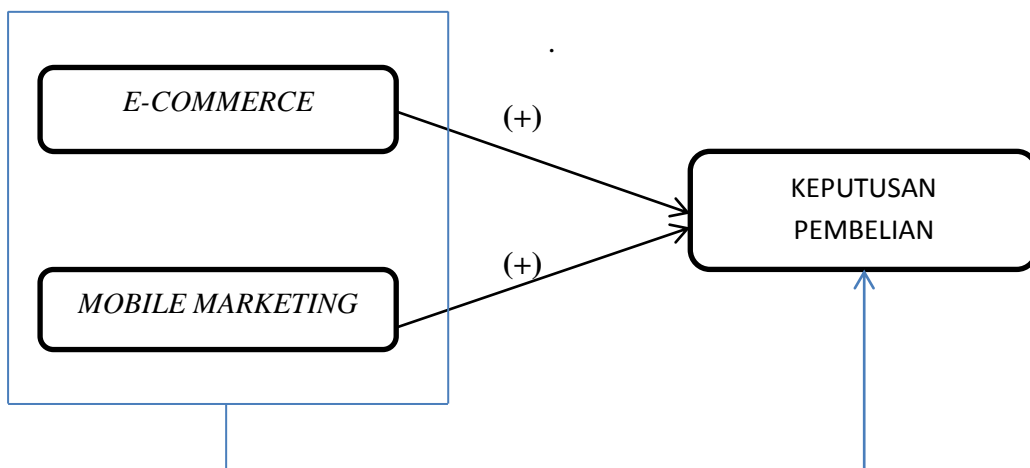 .
E-COMMERCE
(+)
KEPUTUSAN
PEMBELIAN
(+)
MOBILE MARKETING